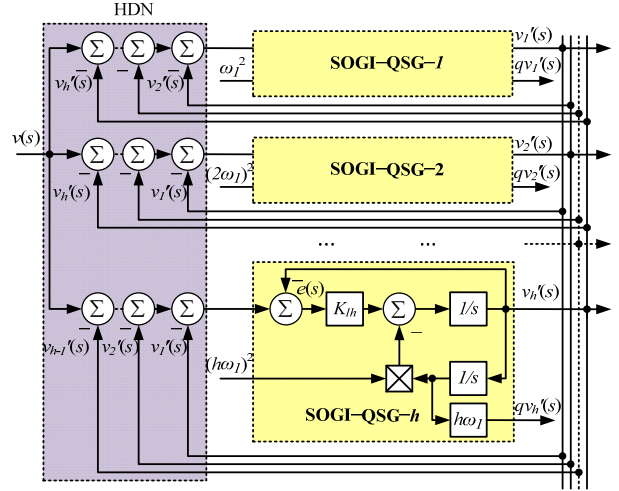 HDN
v(s)
Σ Σ Σ
vh′(s) − − v2′(s) −
ω1²
SOGI−QSG−1
v1′(s)
qv1′(s)
Σ Σ Σ
vh′(s) − − v1′(s) −
(2ω1)²
SOGI−QSG−2
v2′(s)
qv2′(s)
... ... ...
Σ Σ Σ
vh-1′(s) − v2′(s) − v1′(s) −
(hω1)²
Σ − e(s) K1h Σ − 1/s
vh′(s)
× 1/s
SOGI−QSG−h
hω1
qvh′(s)